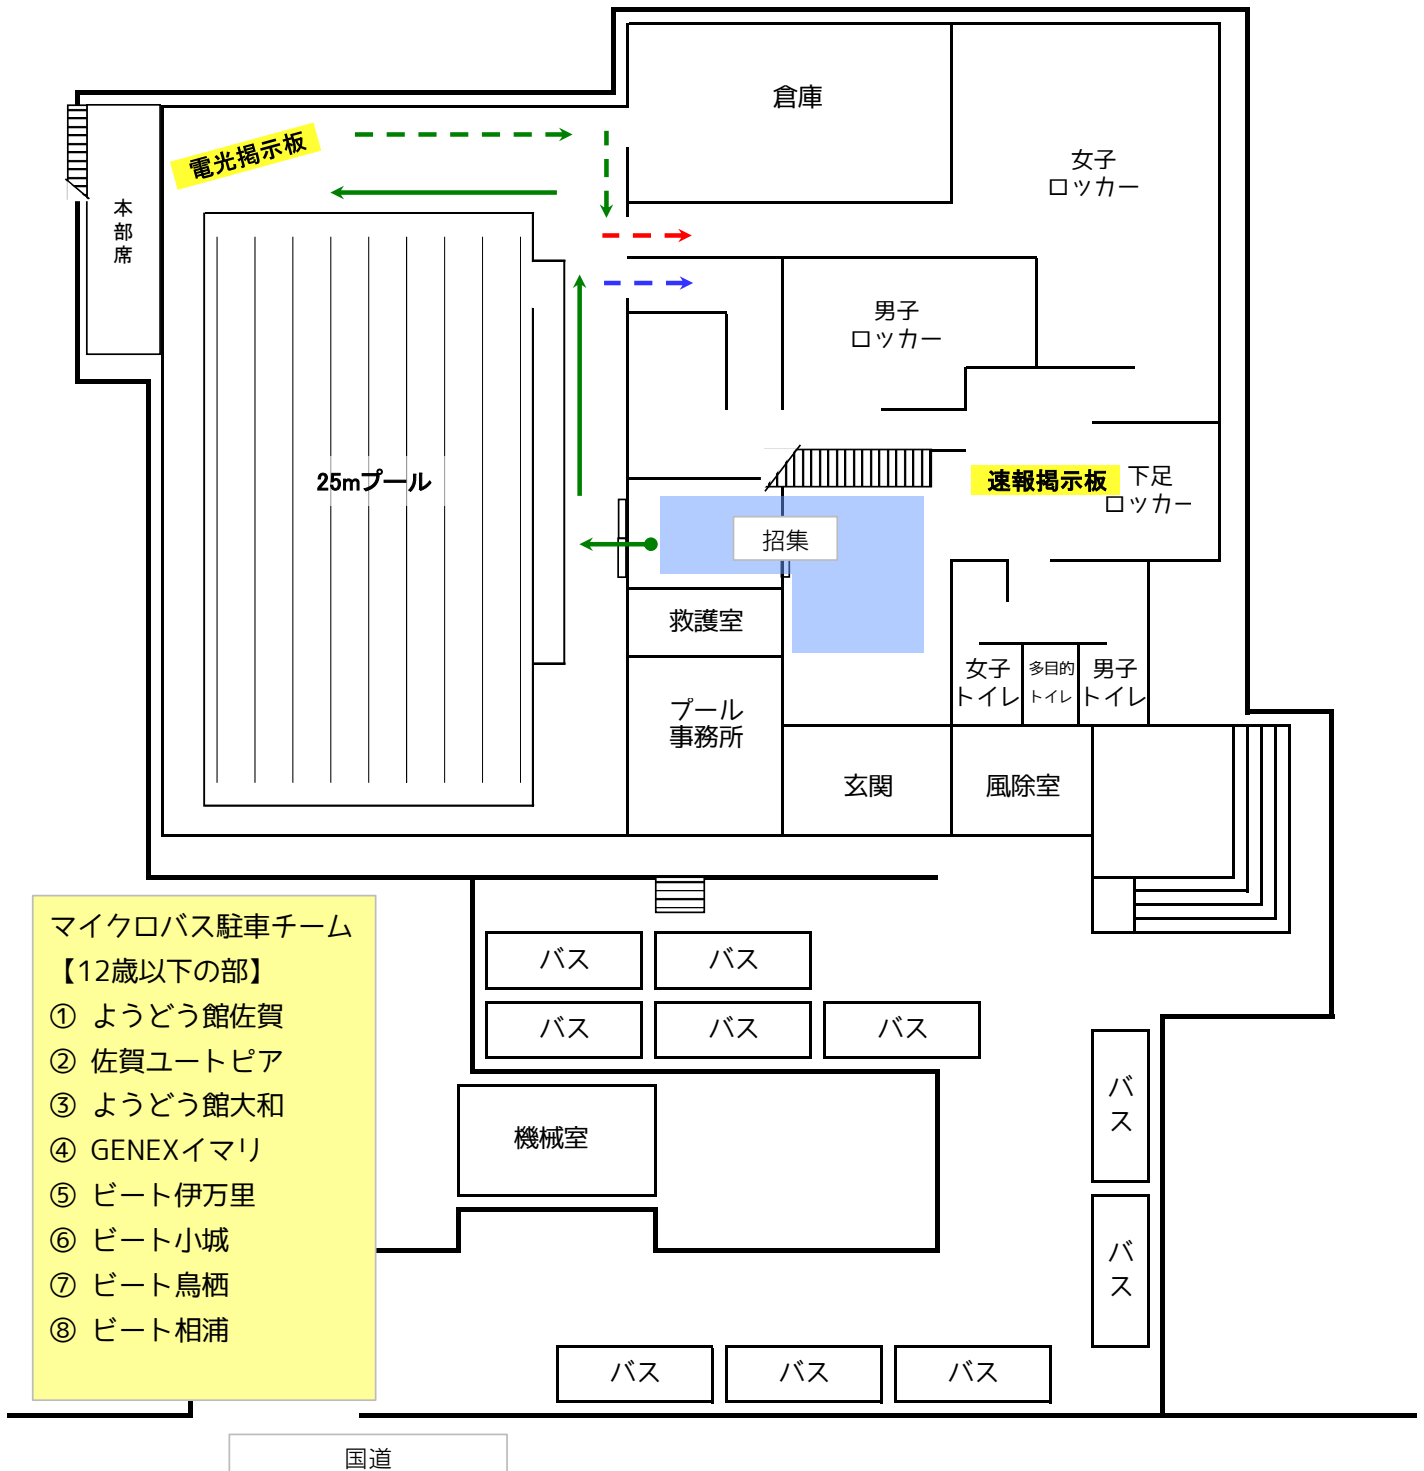 倉庫
電光掲示板
女子
ロッカー
本
部
席
男子
ロッカー
25mプール
速報掲示板
下足
ロッカー
招集
救護室
女子
トイレ
多目的
トイレ
男子
トイレ
プール
事務所
玄関
風除室
マイクロバス駐車チーム
【12歳以下の部】
① ようどう館佐賀
② 佐賀ユートピア
③ ようどう館大和
④ GENEXイマリ
⑤ ビート伊万里
⑥ ビート小城
⑦ ビート鳥栖
⑧ ビート相浦
バス
バス
バス
バス
バス
バ
ス
機械室
バ
ス
バス
バス
バス
国道